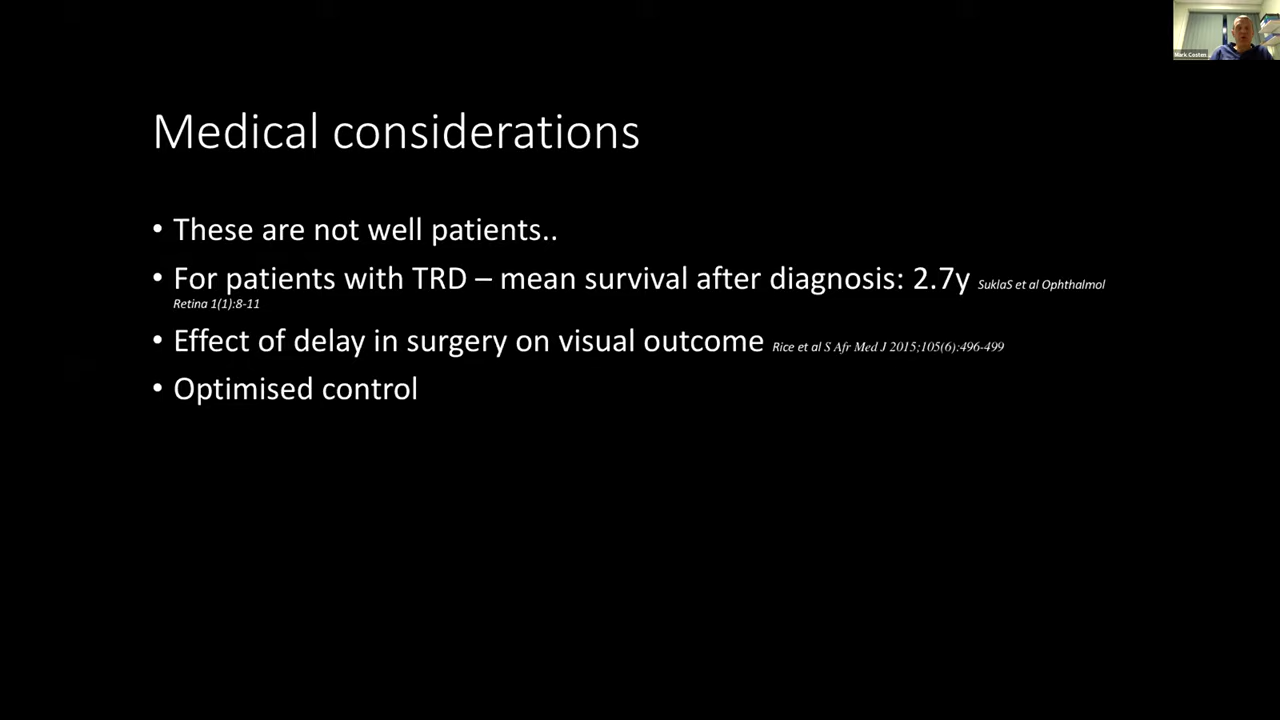 Mark Costen
Medical considerations
• These are not well patients..
• For patients with TRD – mean survival after diagnosis: 2.7y SuklaS et al Ophthalmol
Retina 1(1):8-11
• Effect of delay in surgery on visual outcome Rice et al S Afr Med J 2015;105(6):496-499
• Optimised control